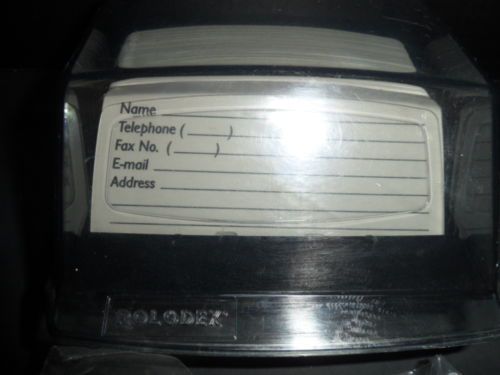 Name
Telephone (      )
Fax No. (      )
E-mail
Address
ROLODEX